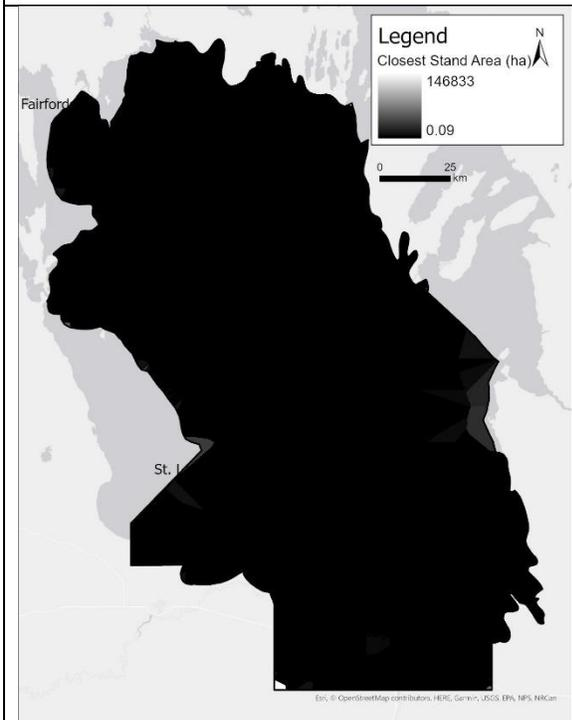 Legend
N
Closest Stand Area (ha)
146833
0.09
0 25
km
Fairford
St. L
Esri, © OpenStreetMap contributors, HERE, Garmin, USGS, EPA, NPS, NRCan